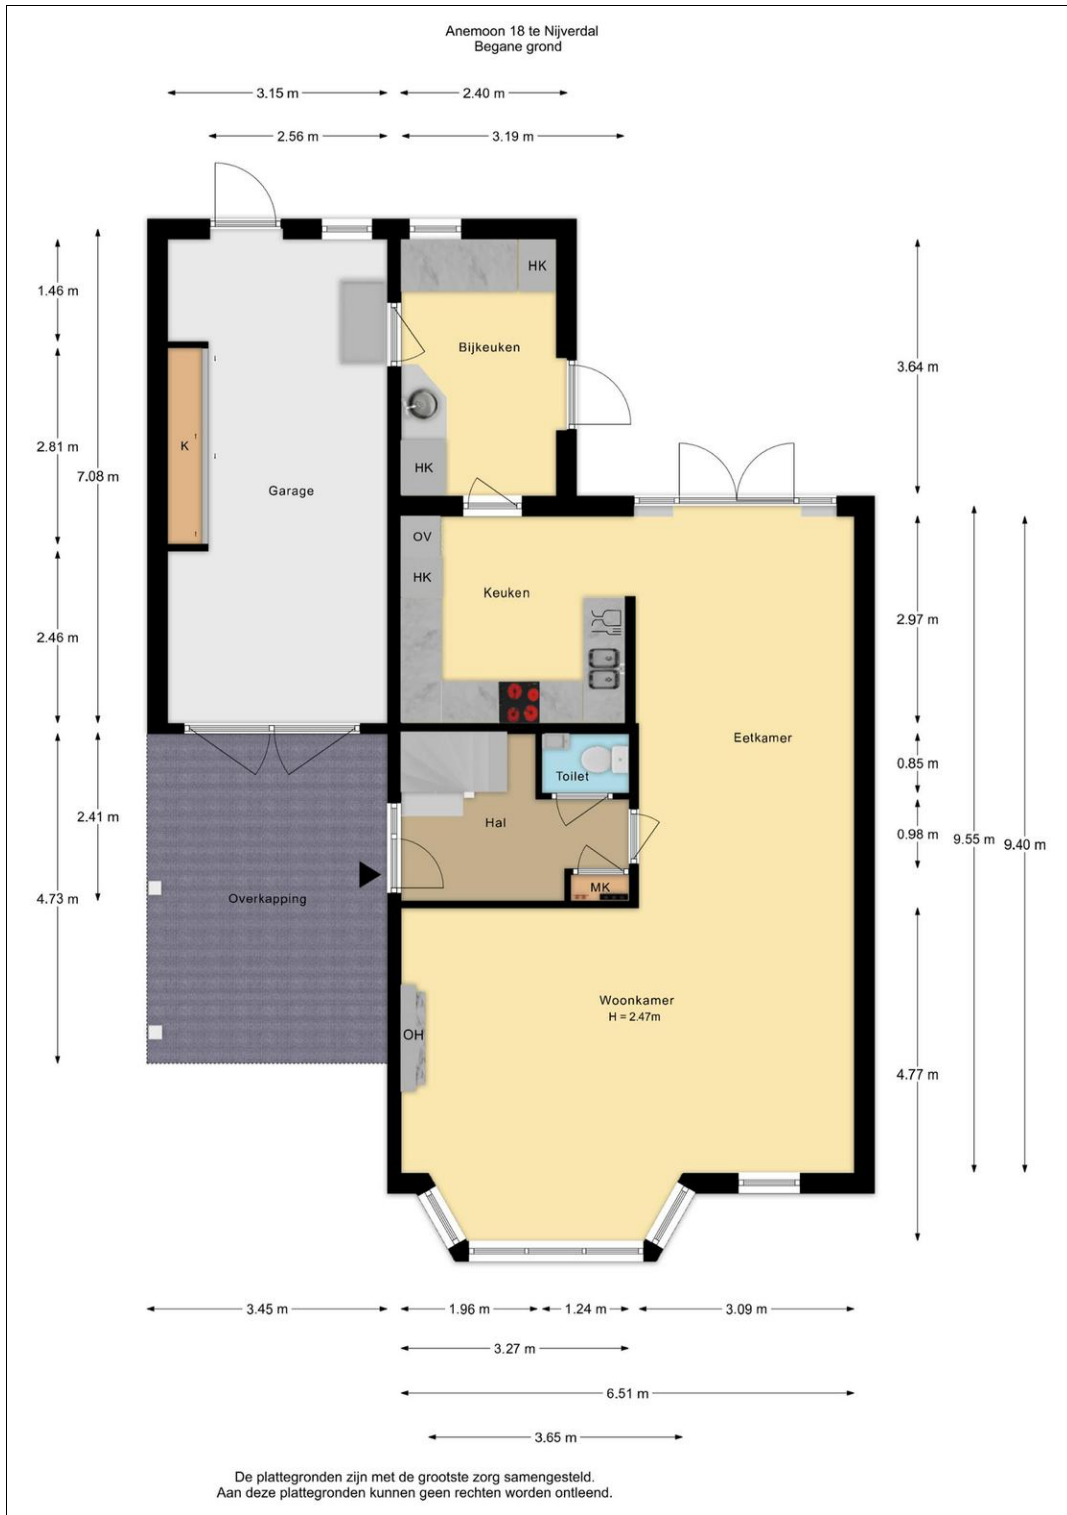 Anemoon 18 te Nijverdal
Begane grond
3.15 m
2.40 m
2.56 m
3.19 m
HK
1.46 m
Bijkeuken
3.64 m
K
2.81 m
HK
7.08 m
Garage
OV
HK
Keuken
2.97 m
2.46 m
Eetkamer
0.85 m
Toilet
2.41 m
Hal
0.98 m
9.55 m
9.40 m
MK
4.73 m
Overkapping
Woonkamer
H = 2.47m
OH
4.77 m
3.45 m
1.96 m
1.24 m
3.09 m
3.27 m
6.51 m
3.65 m
De plattegronden zijn met de grootste zorg samengesteld.
Aan deze plattegronden kunnen geen rechten worden ontleend.